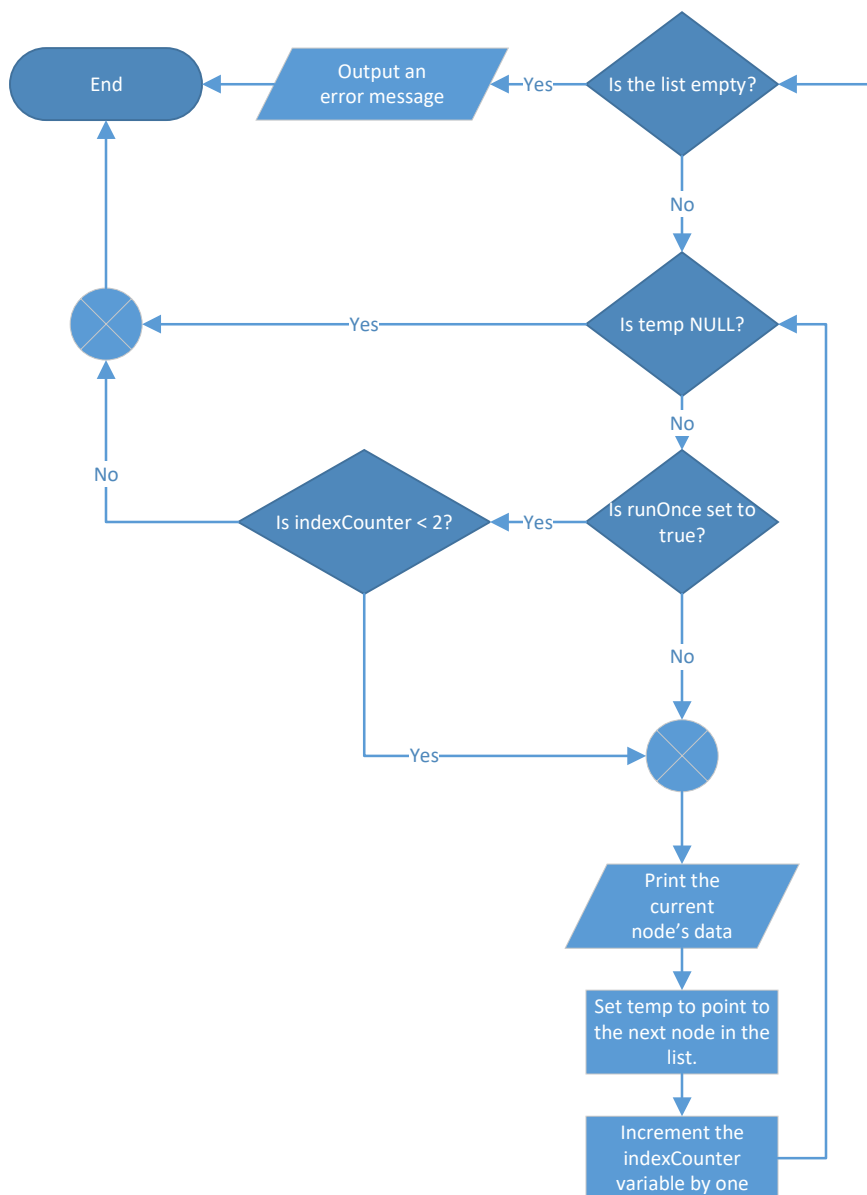 End
Output an
error message
Yes
Is the list empty?
No
Yes
Is temp NULL?
No
No
Is indexCounter < 2?
Yes
Is runOnce set to
true?
No
Yes
Print the
current
node’s data
Set temp to point to
the next node in the
list.
Increment the
indexCounter
variable by one